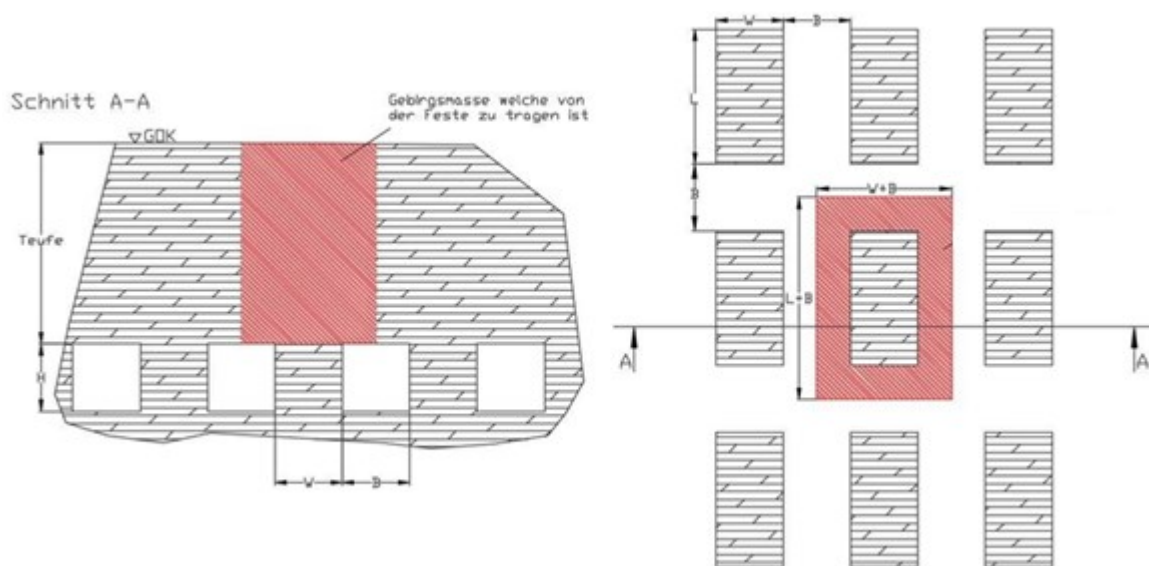 Schnitt A-A
GOK
Gebirgsmasse welche von
der Feste zu tragen ist
Teufe
H
W
B
W
B
L
B
W+B
L+B
A
A